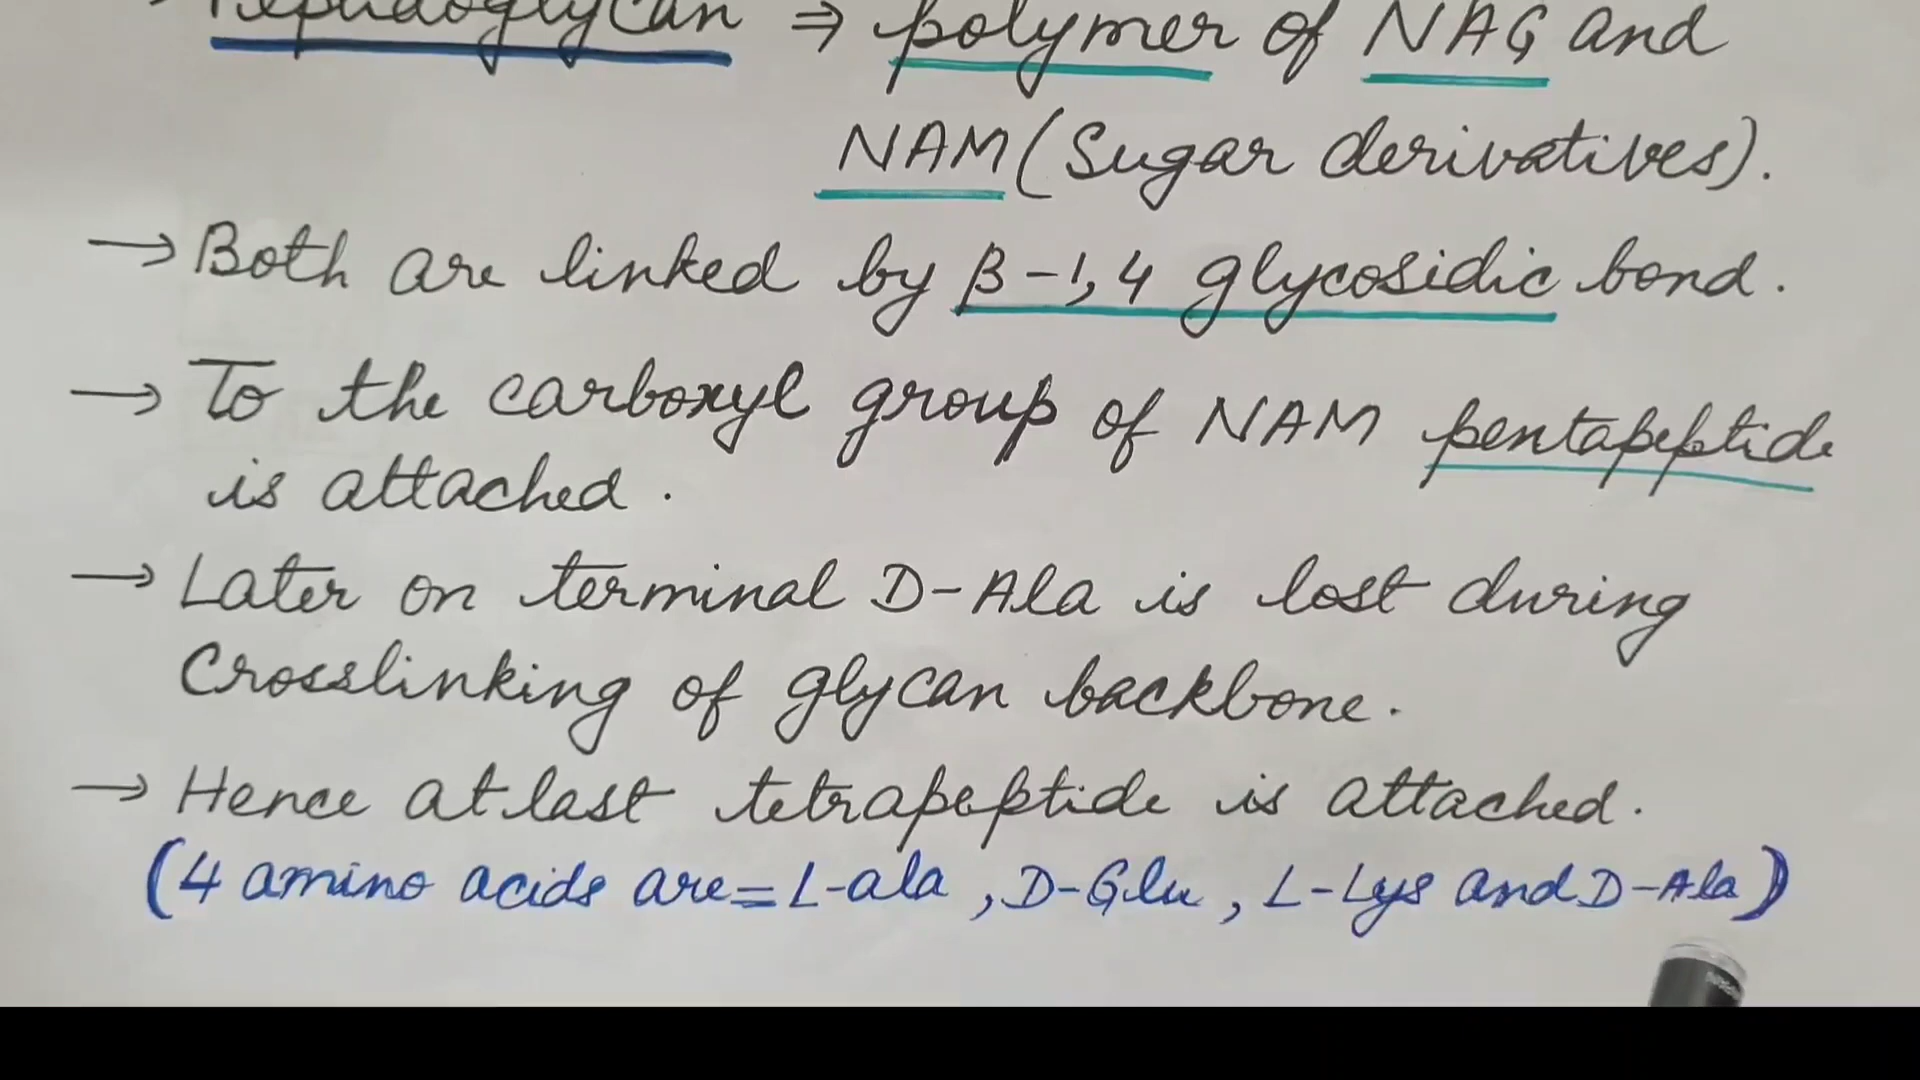 Peptidoglycan ⇒ polymer of NAG and
NAM (Sugar derivatives).
→ Both are linked by β-1,4 glycosidic bond.
→ To the carboxyl group of NAM pentapeptide
is attached.
→ Later on terminal D-Ala is lost during
Crosslinking of glycan backbone.
→ Hence at last tetrapeptide is attached.
(4 amino acids are = L-ala, D-Glu, L-Lys and D-Ala)